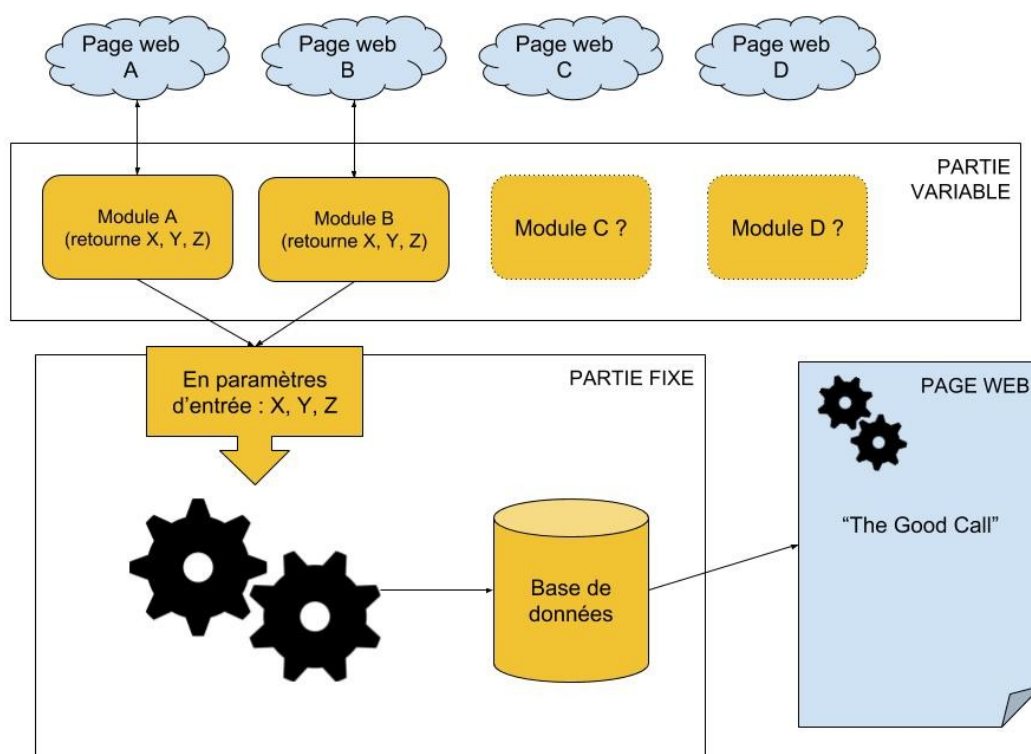 Page web
A
Page web
B
Page web
C
Page web
D
PARTIE
VARIABLE
Module A
(retourne X, Y, Z)
Module B
(retourne X, Y, Z)
Module C ?
Module D ?
En paramètres
d’entrée : X, Y, Z
PARTIE FIXE
PAGE WEB
“The Good Call”
Base de
données